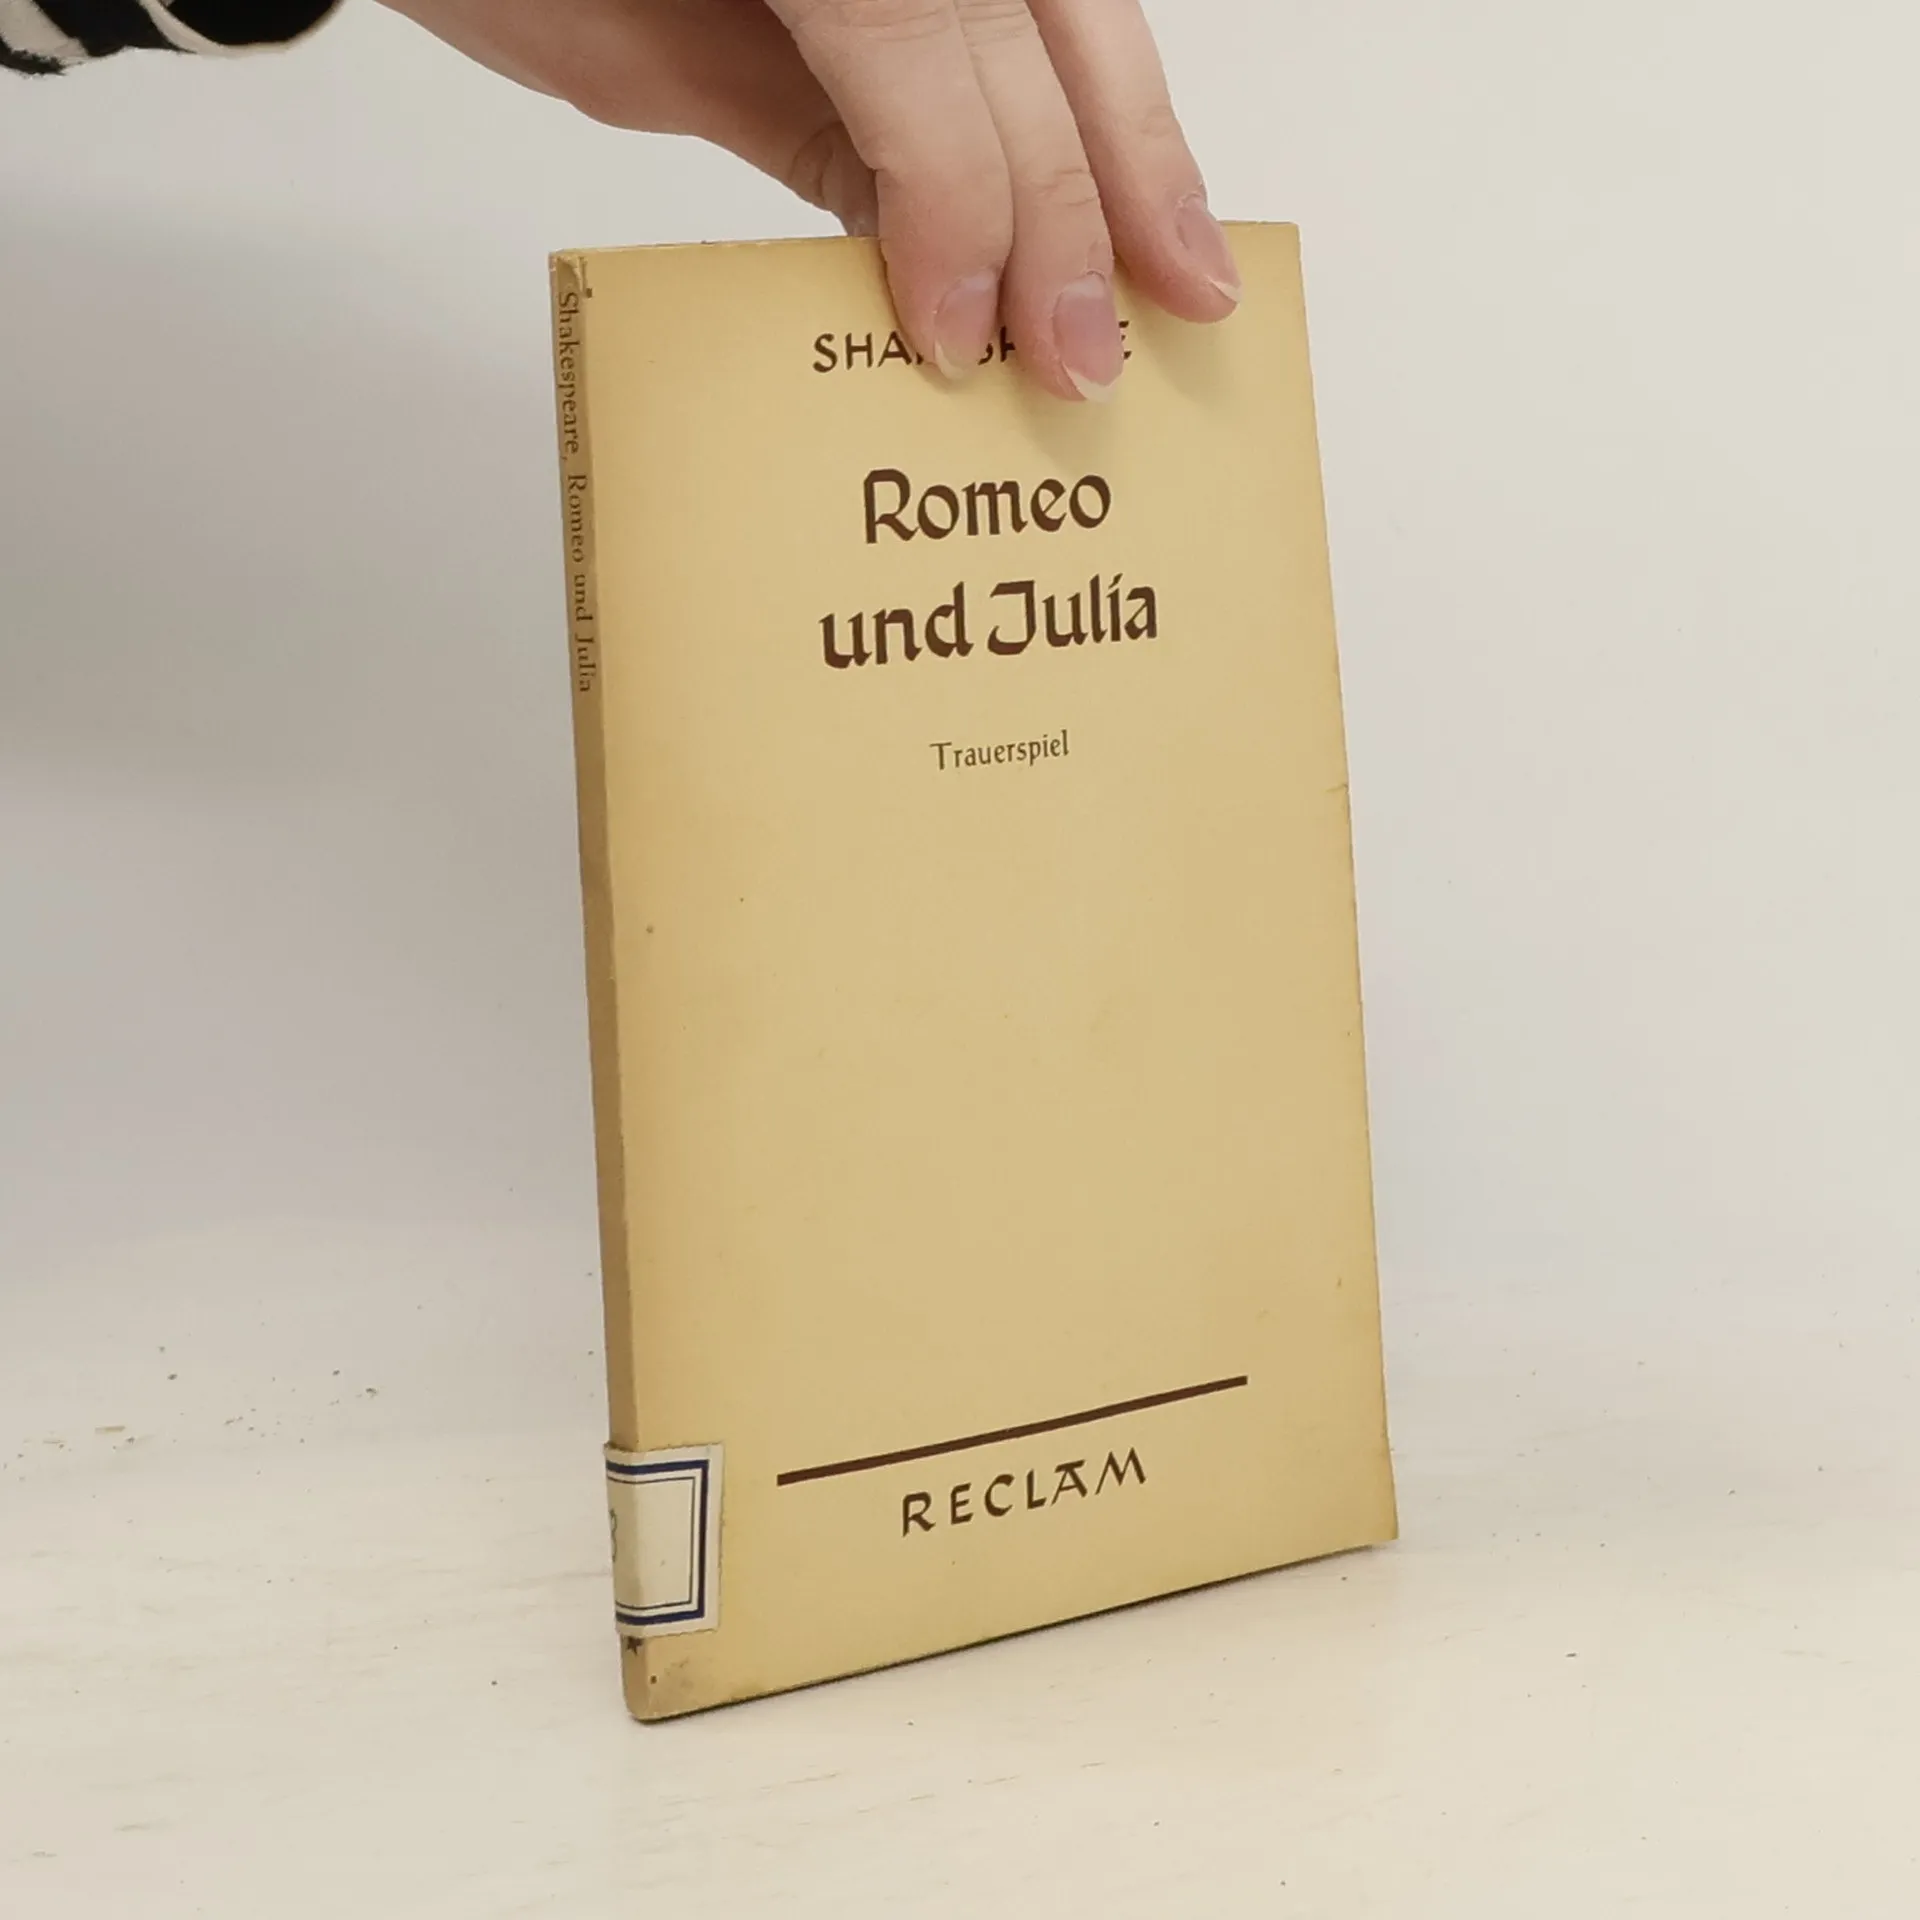 Shakespeare, Romeo und Julia
Romeo
und Julia
Trauerspiel
RECLAM